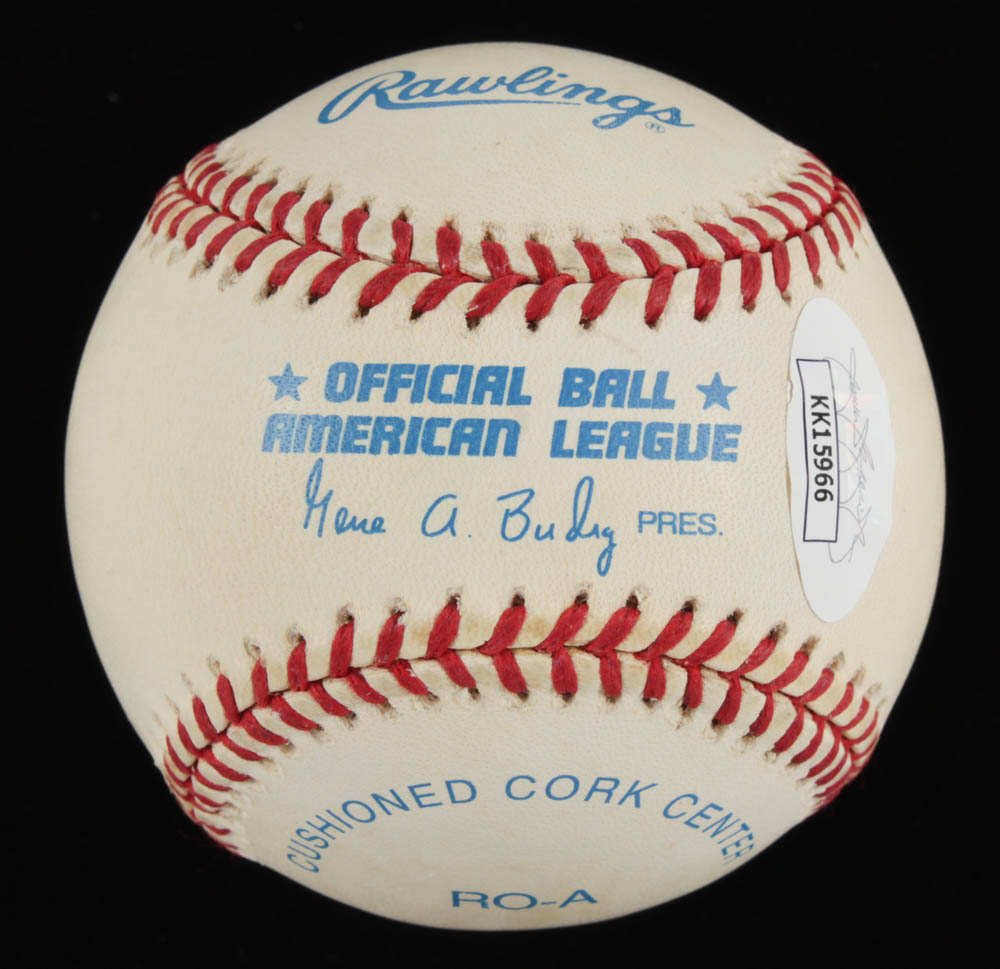 Rawlings ®
★ OFFICIAL BALL ★
AMERICAN LEAGUE
Gene A. Budig PRES.
KK15966
CUSHIONED CORK CENTER
RO-A